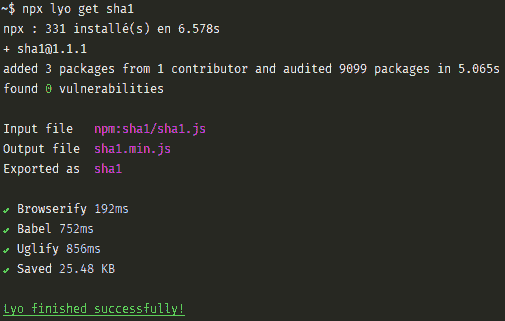 ~$ npx lyo get sha1
npx : 331 installé(s) en 6.578s
+ sha1@1.1.1
added 3 packages from 1 contributor and audited 9099 packages in 5.065s
found 0 vulnerabilities
Input file npm:sha1/sha1.js
Output file sha1.min.js
Exported as sha1
✔ Browserify 192ms
✔ Babel 752ms
✔ Uglify 856ms
✔ Saved 25.48 KB
Lyo finished successfully!